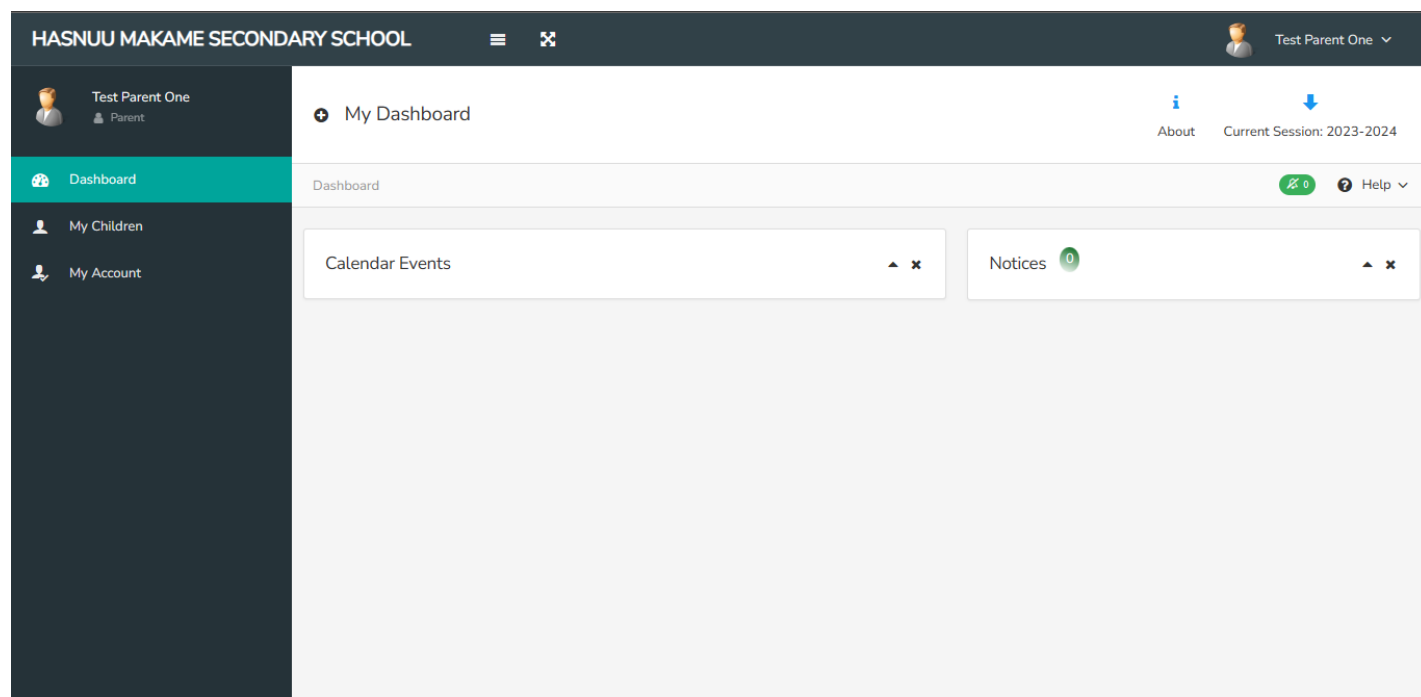 HASNUU MAKAME SECONDARY SCHOOL
Test Parent One
Test Parent One
Parent
My Dashboard
About
Current Session: 2023-2024
Dashboard
My Children
My Account
Dashboard
0
Help
Calendar Events
Notices 0